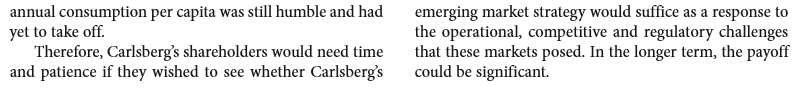 annual consumption per capita was still humble and had
yet to take off.
Therefore, Carlsberg’s shareholders would need time
and patience if they wished to see whether Carlsberg’s
emerging market strategy would suffice as a response to
the operational, competitive and regulatory challenges
that these markets posed. In the longer term, the payoff
could be significant.